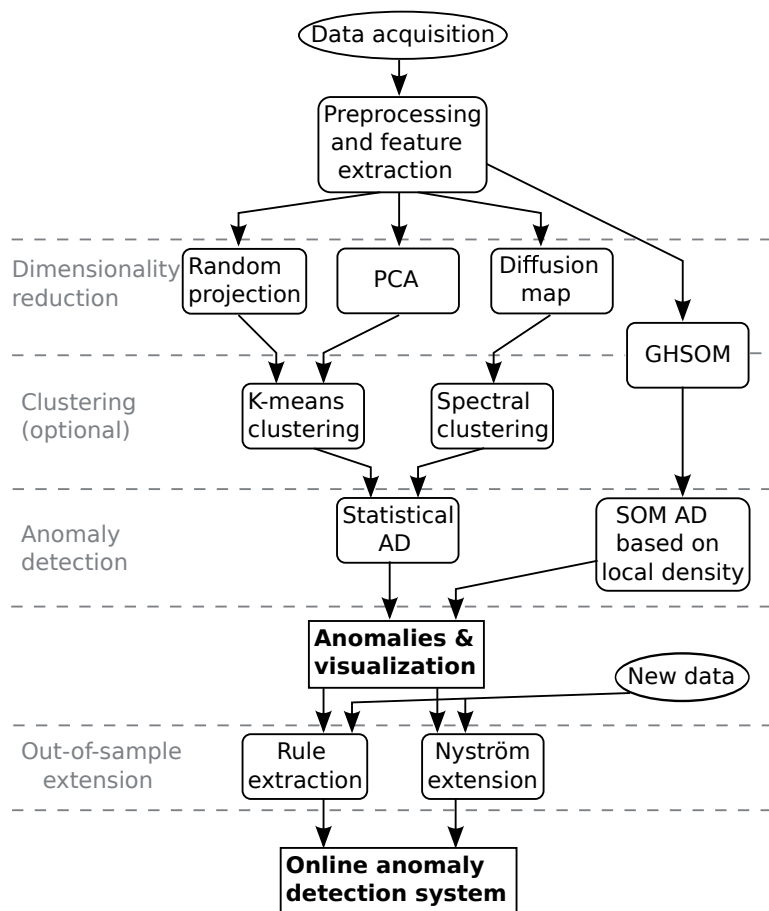 Data acquisition
Preprocessing
and feature
extraction
Dimensionality
reduction
Random
projection
PCA
Diffusion
map
GHSOM
Clustering
(optional)
K-means
clustering
Spectral
clustering
Anomaly
detection
Statistical
AD
SOM AD
based on
local density
Anomalies &
visualization
New data
Out-of-sample
extension
Rule
extraction
Nyström
extension
Online anomaly
detection system